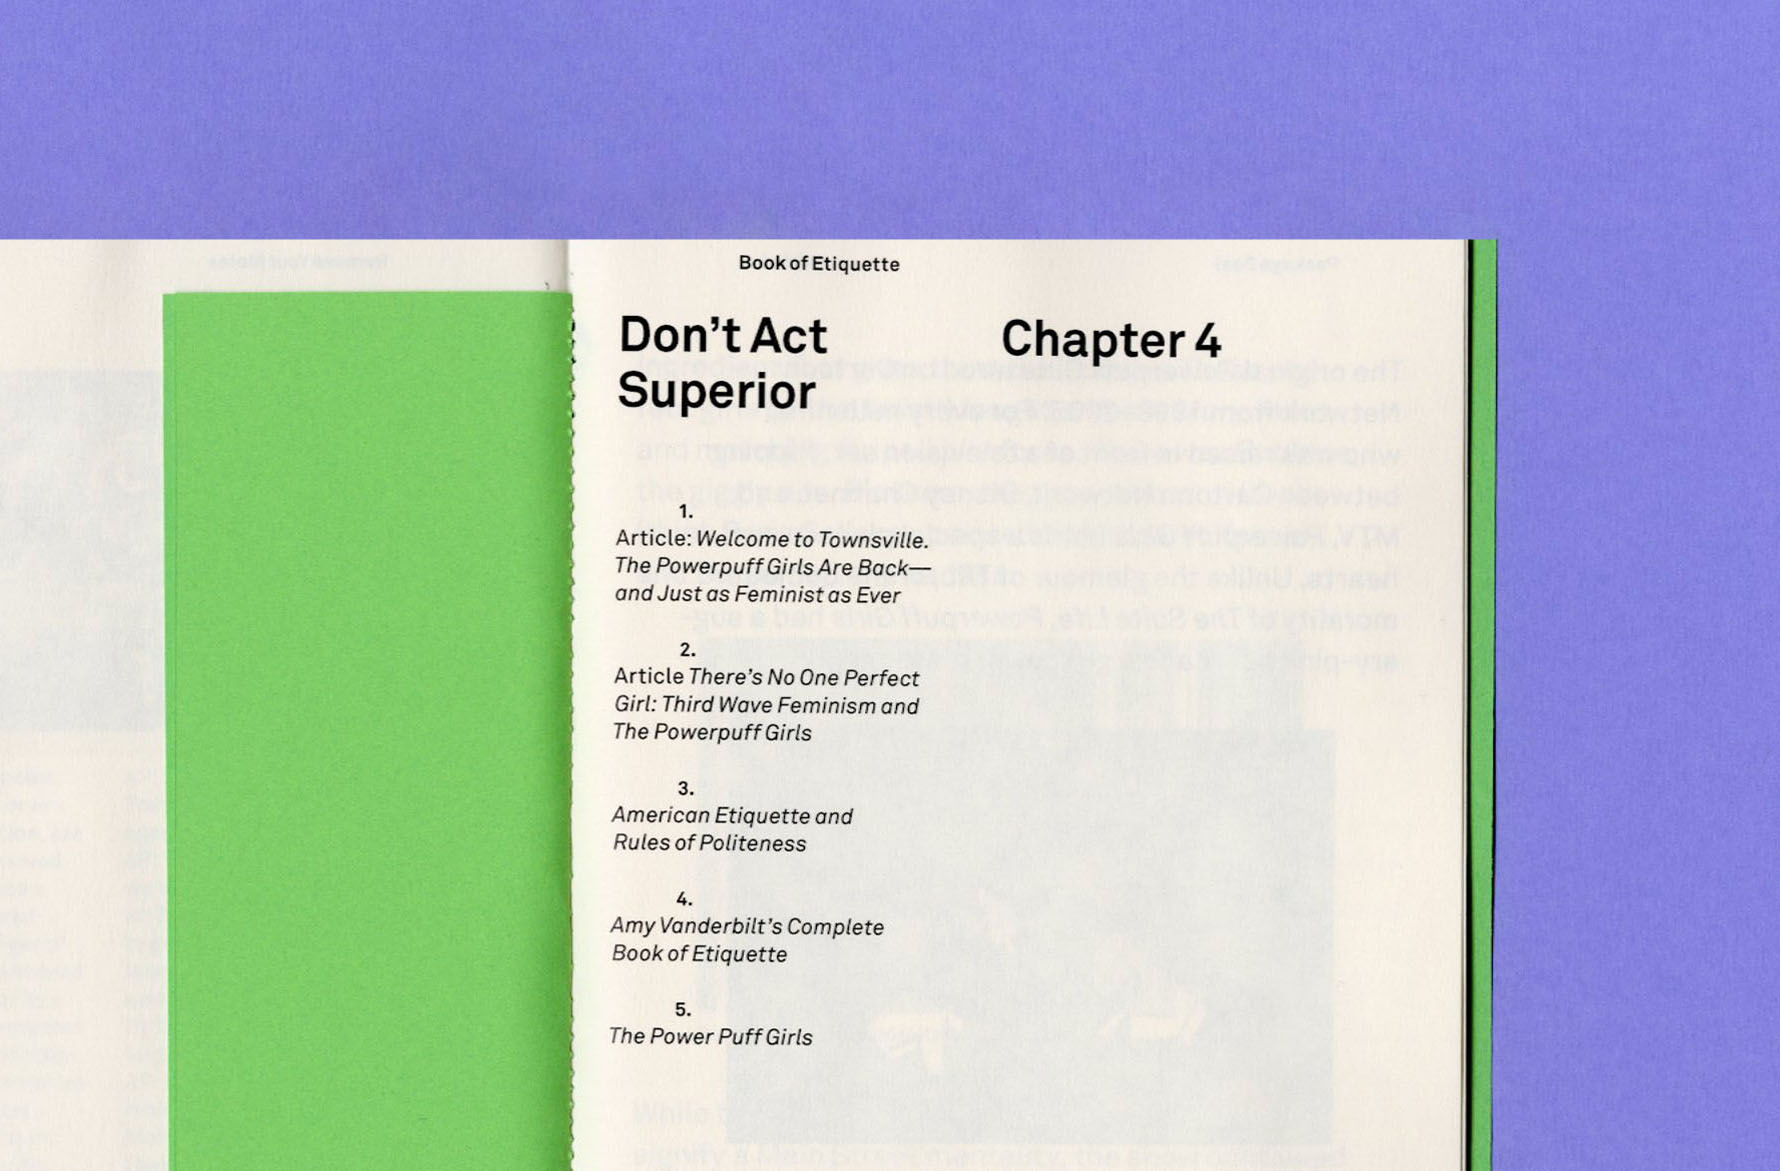 Book of Etiquette
Don't Act
Superior
Chapter 4
1.
Article: Welcome to Townsville.
The Powerpuff Girls Are Back—
and Just as Feminist as Ever
2.
Article There's No One Perfect
Girl: Third Wave Feminism and
The Powerpuff Girls
3.
American Etiquette and
Rules of Politeness
4.
Amy Vanderbilt's Complete
Book of Etiquette
5.
The Power Puff Girls